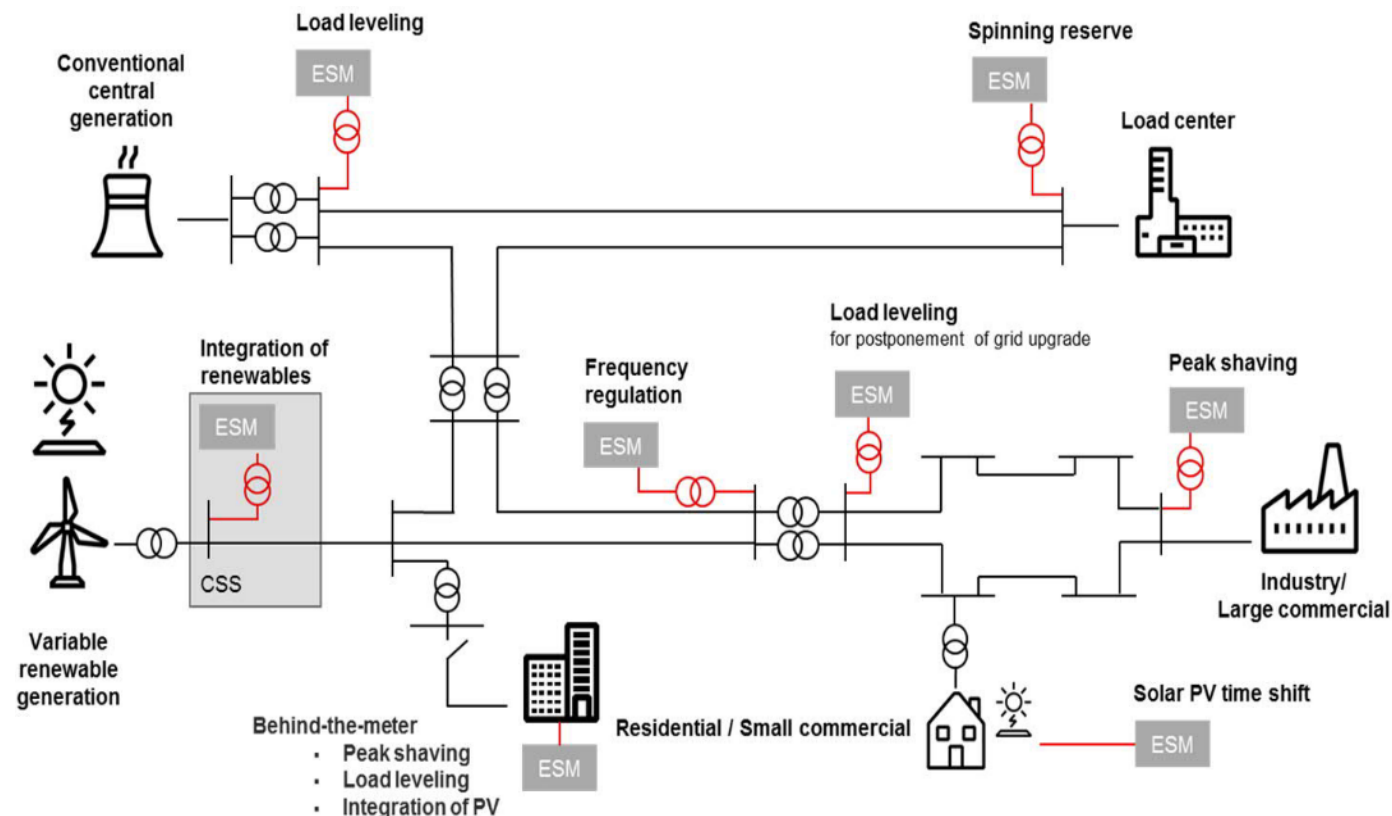 Load leveling
ESM
Spinning reserve
ESM
Conventional
central
generation
Load center
Integration of
renewables
ESM
CSS
Frequency
regulation
ESM
Load leveling
for postponement of grid upgrade
ESM
Peak shaving
ESM
Industry/
Large commercial
Variable
renewable
generation
Behind-the-meter
▪ Peak shaving
▪ Load leveling
▪ Integration of PV
ESM
Residential / Small commercial
Solar PV time shift
ESM